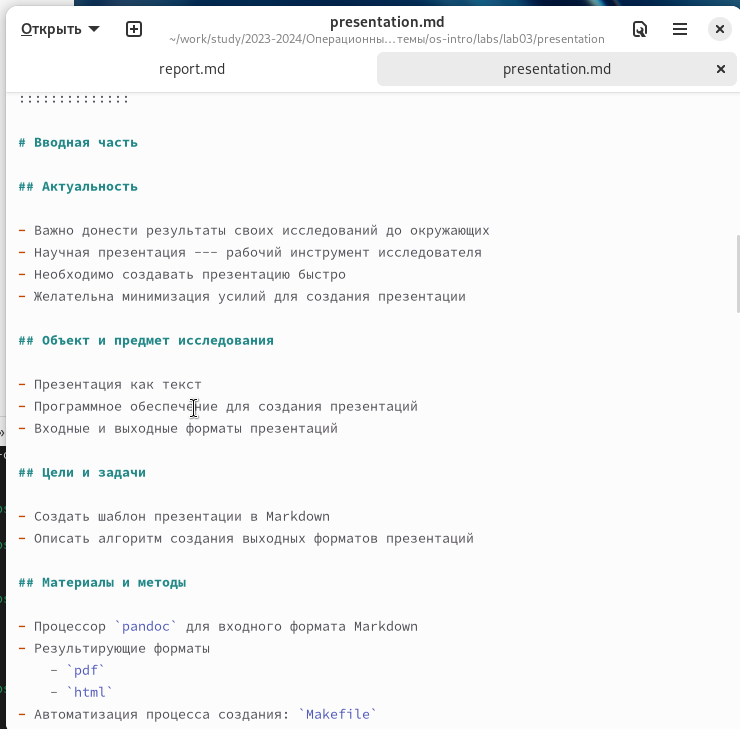 Открыть
presentation.md
~/work/study/2023-2024/Операционны…темы/os-intro/labs/lab03/presentation
report.md
presentation.md
::::::::::::::
# Вводная часть
## Актуальность
- Важно донести результаты своих исследований до окружающих
- Научная презентация --- рабочий инструмент исследователя
- Необходимо создавать презентацию быстро
- Желательна минимизация усилий для создания презентации
## Объект и предмет исследования
- Презентация как текст
- Программное обеспечение для создания презентаций
- Входные и выходные форматы презентаций
## Цели и задачи
- Создать шаблон презентации в Markdown
- Описать алгоритм создания выходных форматов презентаций
## Материалы и методы
- Процессор `pandoc` для входного формата Markdown
- Результирующие форматы
- `pdf`
- `html`
- Автоматизация процесса создания: `Makefile`